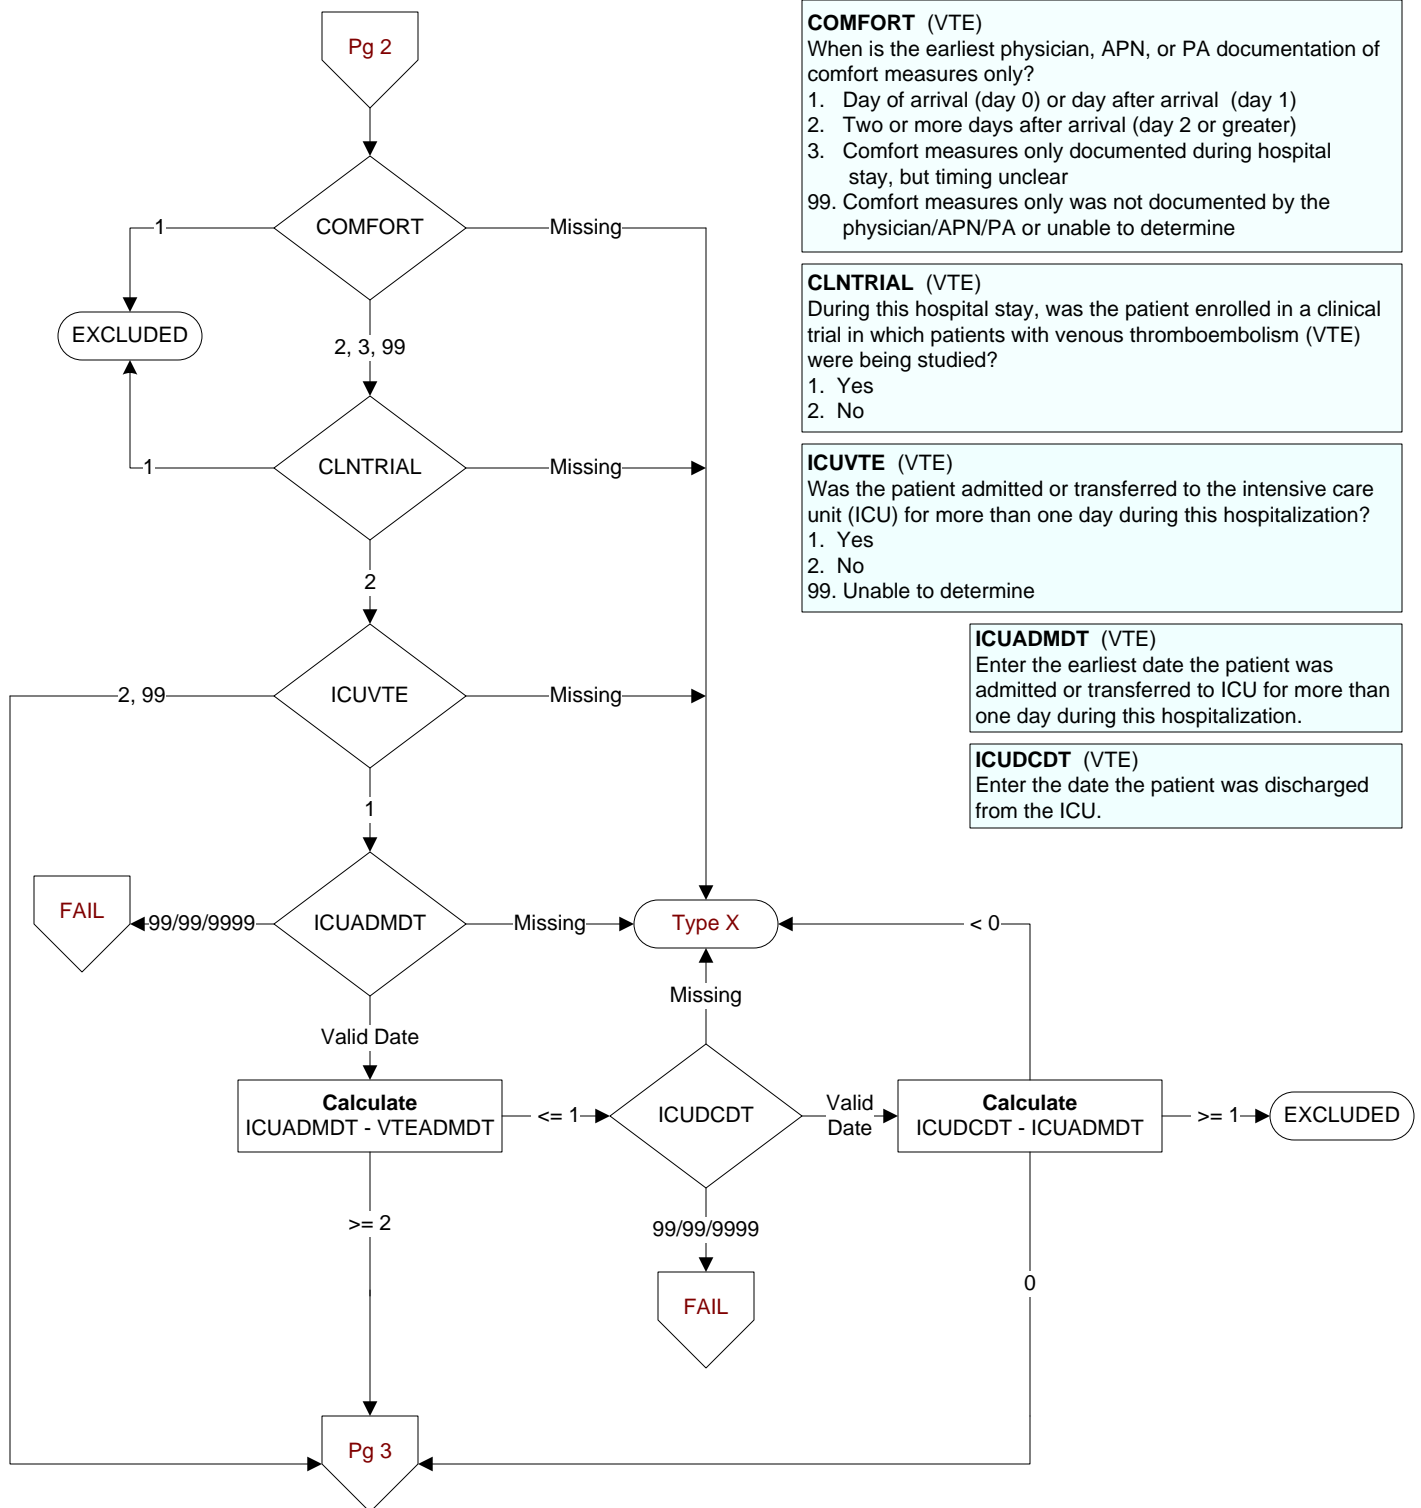 Pg 2
COMFORT (VTE)
When is the earliest physician, APN, or PA documentation of
comfort measures only?
1. Day of arrival (day 0) or day after arrival (day 1)
2. Two or more days after arrival (day 2 or greater)
3. Comfort measures only documented during hospital
stay, but timing unclear
99. Comfort measures only was not documented by the
physician/APN/PA or unable to determine
1
COMFORT
Missing
EXCLUDED
2, 3, 99
CLNTRIAL (VTE)
During this hospital stay, was the patient enrolled in a clinical
trial in which patients with venous thromboembolism (VTE)
were being studied?
1. Yes
2. No
1
CLNTRIAL
Missing
2
ICUVTE (VTE)
Was the patient admitted or transferred to the intensive care
unit (ICU) for more than one day during this hospitalization?
1. Yes
2. No
99. Unable to determine
2, 99
ICUVTE
Missing
1
ICUADMDT (VTE)
Enter the earliest date the patient was
admitted or transferred to ICU for more than
one day during this hospitalization.
ICUDCDT (VTE)
Enter the date the patient was discharged
from the ICU.
FAIL
99/99/9999
ICUADMDT
Missing
Type X
< 0
Missing
Valid Date
Calculate
ICUADMDT - VTEADMDT
<= 1
ICUDCDT
Valid
Date
Calculate
ICUDCDT - ICUADMDT
>= 1
EXCLUDED
>= 2
99/99/9999
FAIL
0
Pg 3